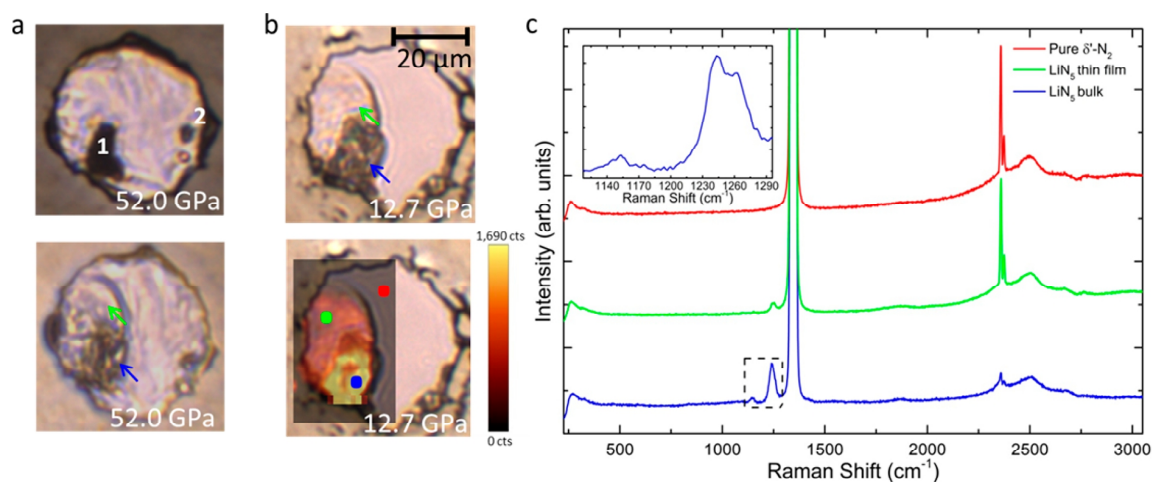 a
1
2
52.0 GPa
52.0 GPa
b
20 µm
12.7 GPa
1,690 cts
0 cts
12.7 GPa
c
Pure δ'-N₂
LiN₅ thin film
LiN₅ bulk
1140 1170 1200 1230 1260 1290
Raman Shift (cm⁻¹)
Intensity (arb. units)
500 1000 1500 2000 2500 3000
Raman Shift (cm⁻¹)